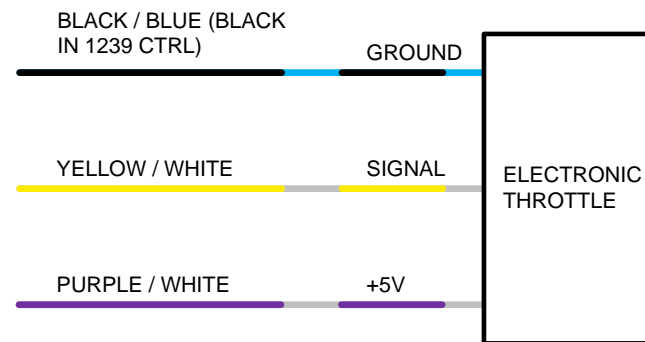 BLACK / BLUE (BLACK
IN 1239 CTRL)
GROUND
YELLOW / WHITE
SIGNAL
ELECTRONIC
THROTTLE
PURPLE / WHITE
+5V